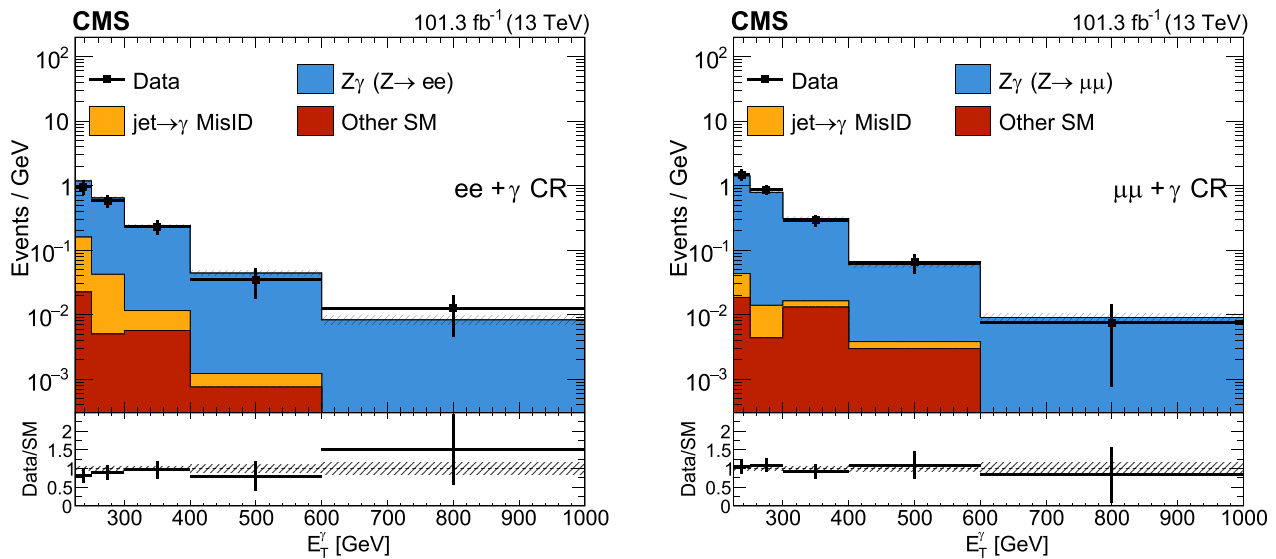 CMS 101.3 fb⁻¹ (13 TeV)
Events / GeV
10²
10
1
10⁻¹
10⁻²
10⁻³
Data
Zγ (Z→ ee)
jet→γ MisID
Other SM
ee + γ CR
Data/SM
2
1.5
1
0.5
0
300 400 500 600 700 800 900 1000
E_T^γ [GeV]
CMS 101.3 fb⁻¹ (13 TeV)
Events / GeV
10²
10
1
10⁻¹
10⁻²
10⁻³
Data
Zγ (Z→ μμ)
jet→γ MisID
Other SM
μμ + γ CR
Data/SM
2
1.5
1
0.5
0
300 400 500 600 700 800 900 1000
E_T^γ [GeV]